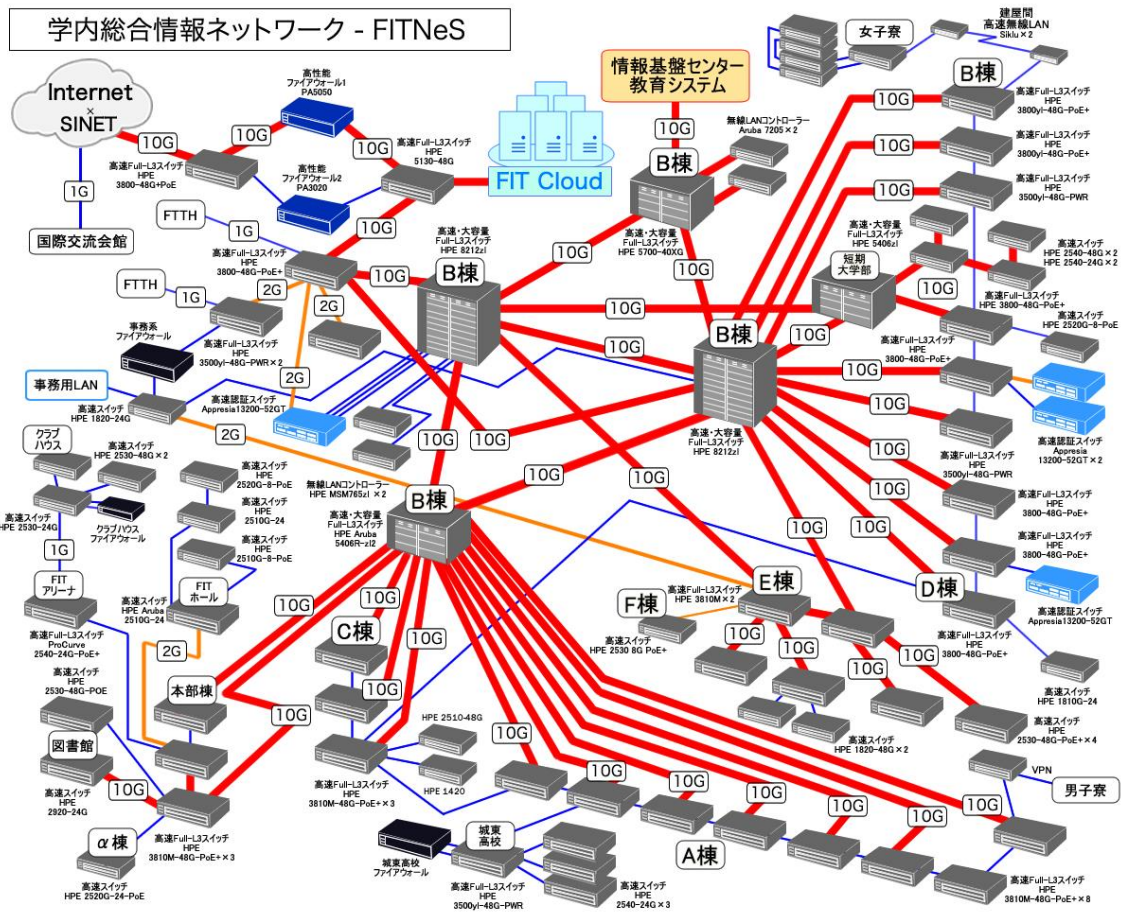 学内総合情報ネットワーク - FITNeS
Internet
×
SINET
10G
1G
国際交流会館
高速Full-L3スイッチ
HPE
3800-48G+PoE
10G
高性能
ファイアウォール1
PA5050
10G
高性能
ファイアウォール2
PA3020
高速Full-L3スイッチ
HPE
5130-48G
FIT Cloud
10G
情報基盤センター
教育システム
10G
無線LANコントローラー
Aruba 7205×2
B棟
高速・大容量
Full-L3スイッチ
HPE 5700-40XG
10G
10G
女子寮
建屋間
高速無線LAN
Siklu×2
B棟
10G
高速Full-L3スイッチ
HPE
3800yl-48G-PoE+
10G
高速Full-L3スイッチ
HPE
3800yl-48G-PoE+
10G
高速Full-L3スイッチ
HPE
3500yl-48G-PWR
FTTH
1G
高速Full-L3スイッチ
HPE
3800-48G-PoE+
10G
高速・大容量
Full-L3スイッチ
HPE 8212zl
B棟
FTTH
1G
2G
2G
2G
事務系
ファイアウォール
高速Full-L3スイッチ
HPE
3500yl-48G-PWR×2
事務用LAN
高速スイッチ
HPE 1820-24G
高速認証スイッチ
Appresia13200-52GT
2G
10G
10G
10G
10G
10G
無線LANコントローラー
HPE MSM765zl ×2
高速・大容量
Full-L3スイッチ
HPE 5406zl
短期
大学部
10G
10G
高速スイッチ
HPE 2540-48G×2
HPE 2540-24G×2
高速Full-L3スイッチ
HPE 3800-48G-PoE+
高速スイッチ
HPE 2520G-8-PoE
B棟
高速・大容量
Full-L3スイッチ
HPE 8212zl
高速Full-L3スイッチ
HPE
3800-48G-PoE+
10G
10G
高速認証スイッチ
Appresia
13200-52GT×2
高速Full-L3スイッチ
HPE
3500yl-48G-PWR
10G
高速Full-L3スイッチ
HPE
3800-48G-PoE+
10G
高速Full-L3スイッチ
HPE
3800-48G-PoE+
10G
高速認証スイッチ
Appresia13200-52GT
D棟
高速Full-L3スイッチ
HPE
3800-48G-PoE+
高速スイッチ
HPE 1810G-24
クラブ
ハウス
高速スイッチ
HPE 2530-48G×2
高速スイッチ
HPE 2530-24G
クラブハウス
ファイアウォール
1G
FIT
アリーナ
高速Full-L3スイッチ
ProCurve
2540-24G-PoE+
高速スイッチ
HPE
2520G-8-PoE
高速スイッチ
HPE
2510G-24
高速スイッチ
HPE
2510G-8-PoE
FIT
ホール
高速スイッチ
HPE Aruba
2510G-24
2G
B棟
高速・大容量
Full-L3スイッチ
HPE Aruba
5406R-zl2
10G
10G
10G
10G
10G
10G
10G
C棟
10G
高速スイッチ
HPE
2530-48G-POE
本部棟
10G
図書館
高速スイッチ
HPE
2920-24G
10G
α棟
高速スイッチ
HPE 2520G-24-PoE
高速Full-L3スイッチ
HPE
3810M-48G-PoE+×3
HPE 2510-48G
HPE 1420
高速Full-L3スイッチ
HPE
3810M-48G-PoE+×3
F棟
高速スイッチ
HPE 2530 8G PoE+
高速Full-L3スイッチ
HPE 3810M×2
E棟
10G
10G
10G
10G
高速スイッチ
HPE 1820-48G×2
高速スイッチ
HPE
2530-48G-PoE+×4
城東
高校
城東高校
ファイアウォール
高速Full-L3スイッチ
HPE
3500yl-48G-PWR
高速スイッチ
HPE
2540-24G×3
10G
10G
10G
10G
10G
10G
10G
A棟
VPN
男子寮
高速Full-L3スイッチ
HPE
3810M-48G-PoE+×8